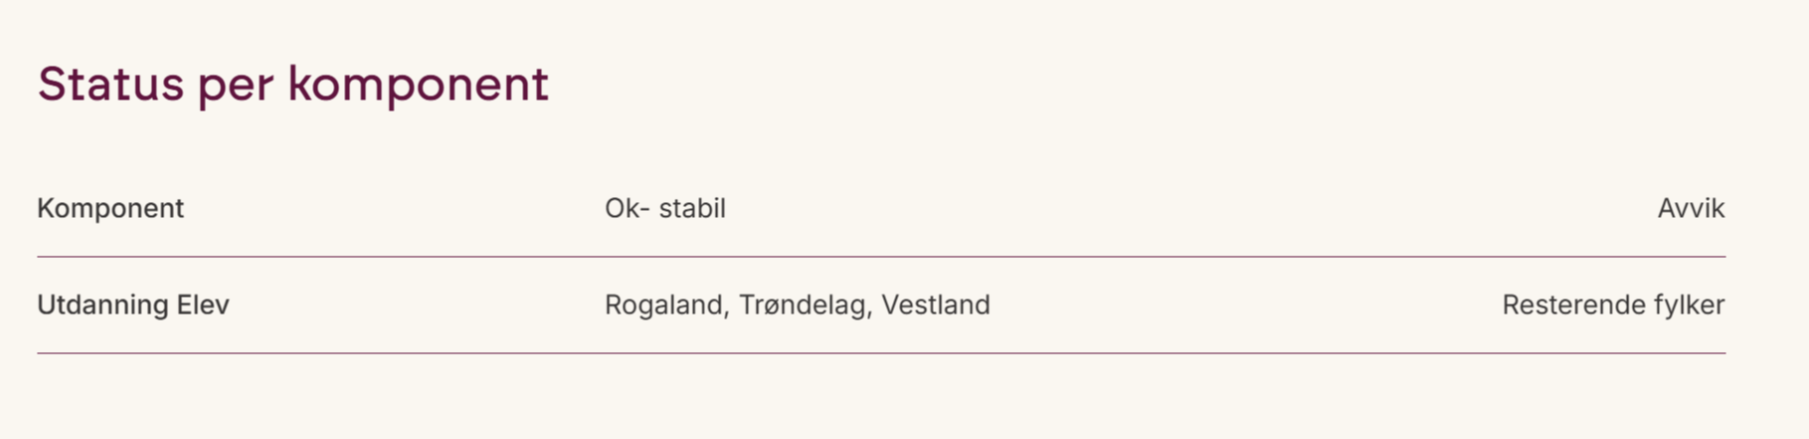 Status per komponent
Komponent Ok- stabil Avvik
Utdanning Elev Rogaland, Trøndelag, Vestland Resterende fylker